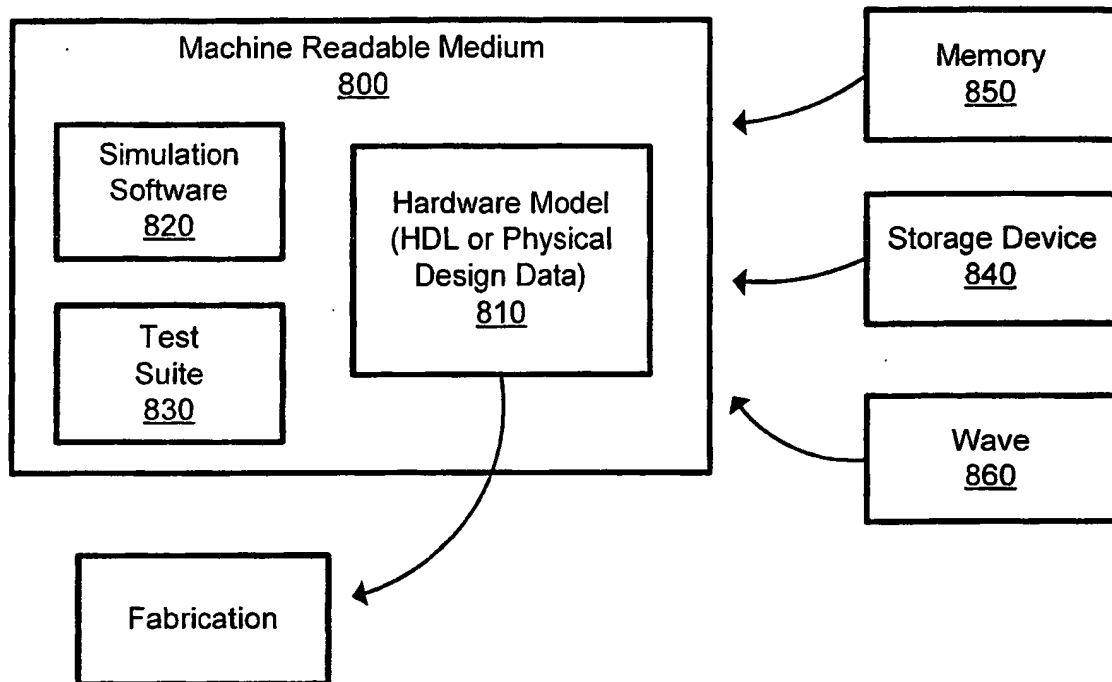 Machine Readable Medium
800
Simulation
Software
820
Test
Suite
830
Hardware Model
(HDL or Physical
Design Data)
810
Fabrication
Memory
850
Storage Device
840
Wave
860